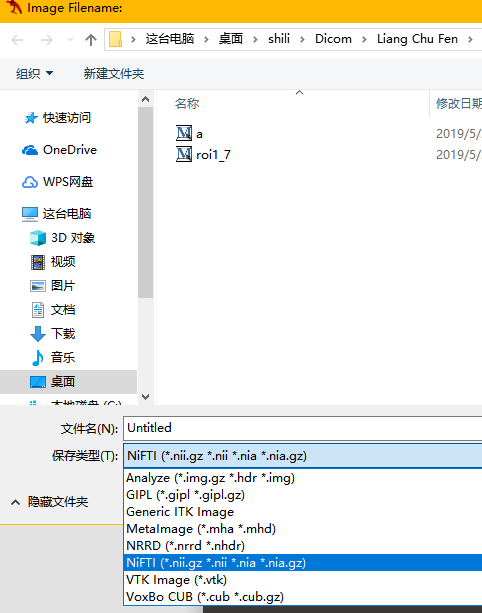 Image Filename:
这台电脑 桌面 shili Dicom Liang Chu Fen
组织 新建文件夹
名称 修改日期
快速访问
OneDrive
WPS网盘
这台电脑
3D 对象
视频
图片
文档
下载
音乐
桌面
本地磁盘 (C:)
a 2019/5/
roi1_7 2019/5/
文件名(N): Untitled
保存类型(T): NiFTI (*.nii.gz *.nii *.nia *.nia.gz)
Analyze (*.img.gz *.hdr *.img)
GIPL (*.gipl *.gipl.gz)
Generic ITK Image
MetaImage (*.mha *.mhd)
NRRD (*.nrrd *.nhdr)
NiFTI (*.nii.gz *.nii *.nia *.nia.gz)
VTK Image (*.vtk)
VoxBo CUB (*.cub *.cub.gz)
隐藏文件夹